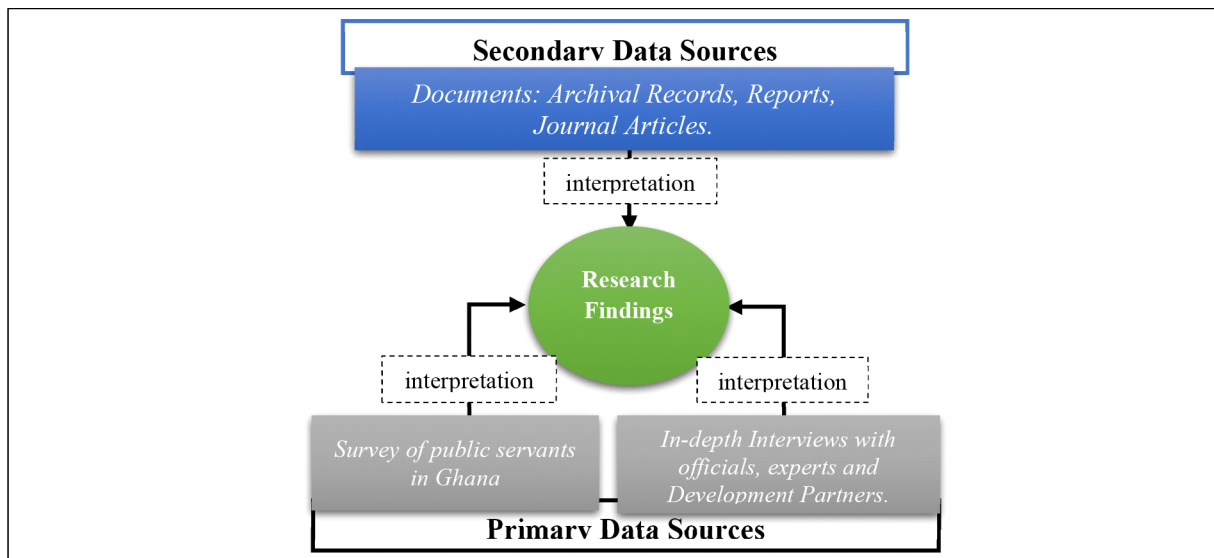 Secondary Data Sources
Documents: Archival Records, Reports,
Journal Articles.
interpretation
Research
Findings
interpretation
interpretation
Survey of public servants
in Ghana
In-depth Interviews with
officials, experts and
Development Partners.
Primary Data Sources